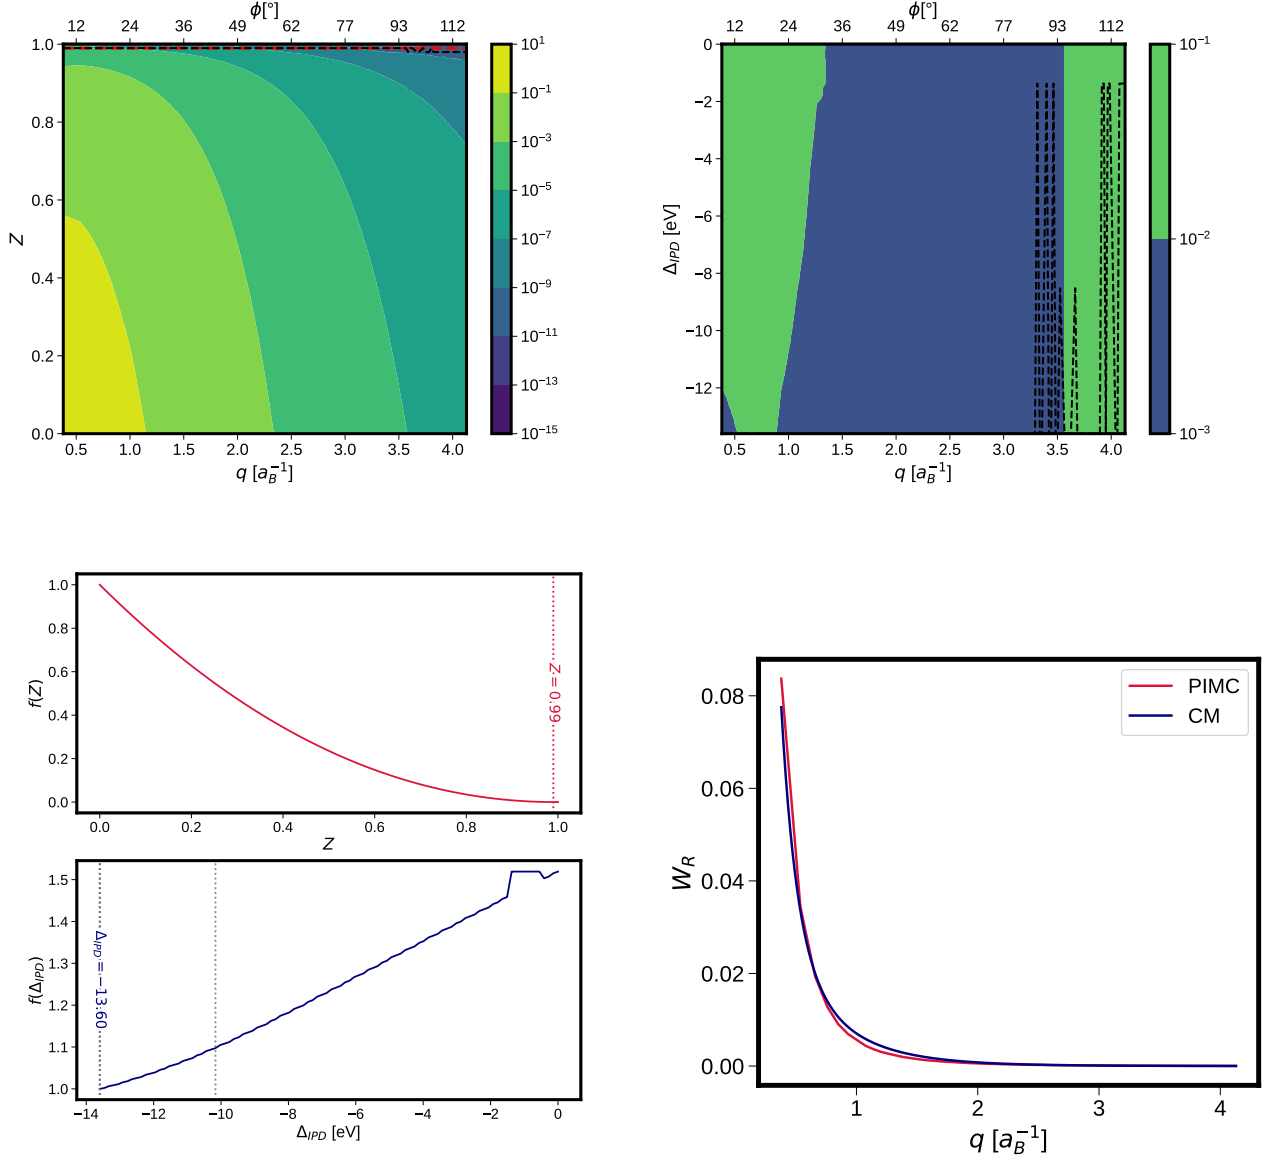 ϕ[°]
12 24 36 49 62 77 93 112
1.0
0.8
0.6
0.4
0.2
0.0
Z
0.5 1.0 1.5 2.0 2.5 3.0 3.5 4.0
q [a_B^{-1}]
10^1
10^{-1}
10^{-3}
10^{-5}
10^{-7}
10^{-9}
10^{-11}
10^{-13}
10^{-15}
ϕ[°]
12 24 36 49 62 77 93 112
0
−2
−4
−6
−8
−10
−12
Δ_{IPD} [eV]
0.5 1.0 1.5 2.0 2.5 3.0 3.5 4.0
q [a_B^{-1}]
10^{-1}
10^{-2}
10^{-3}
1.0
0.8
0.6
0.4
0.2
0.0
f(Z)
Z = 0.99
0.0 0.2 0.4 0.6 0.8 1.0
Z
1.5
1.4
1.3
1.2
1.1
1.0
f(Δ_{IPD})
Δ_{IPD} = −13.60
−14 −12 −10 −8 −6 −4 −2 0
Δ_{IPD} [eV]
PIMC
CM
0.08
0.06
0.04
0.02
0.00
W_R
1 2 3 4
q [a_B^{-1}]